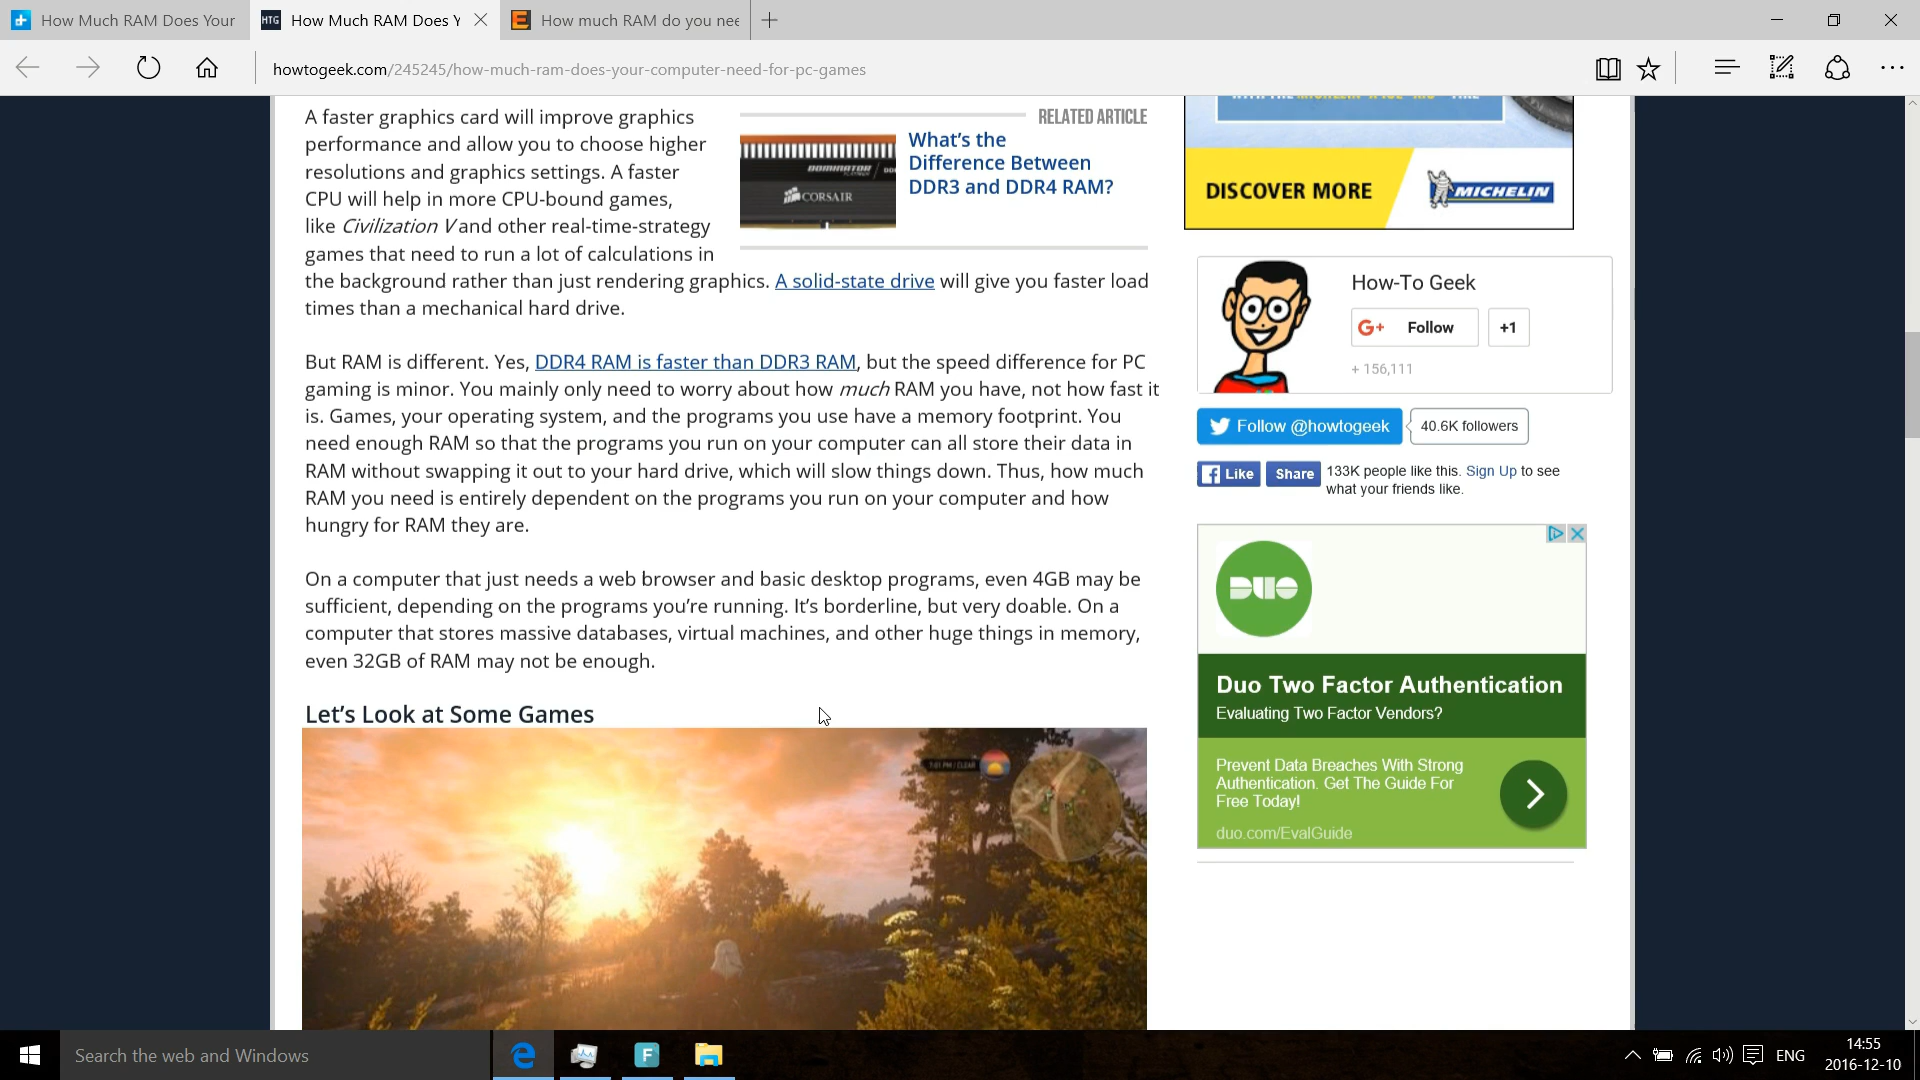 How Much RAM Does Your
HTG
How Much RAM Does Y
How much RAM do you nee
howtogeek.com/245245/how-much-ram-does-your-computer-need-for-pc-games
A faster graphics card will improve graphics
performance and allow you to choose higher
resolutions and graphics settings. A faster
CPU will help in more CPU-bound games,
like Civilization V and other real-time-strategy
games that need to run a lot of calculations in
the background rather than just rendering graphics. A solid-state drive will give you faster load
times than a mechanical hard drive.
RELATED ARTICLE
DOMINATOR
CORSAIR
What's the
Difference Between
DDR3 and DDR4 RAM?
But RAM is different. Yes, DDR4 RAM is faster than DDR3 RAM, but the speed difference for PC
gaming is minor. You mainly only need to worry about how much RAM you have, not how fast it
is. Games, your operating system, and the programs you use have a memory footprint. You
need enough RAM so that the programs you run on your computer can all store their data in
RAM without swapping it out to your hard drive, which will slow things down. Thus, how much
RAM you need is entirely dependent on the programs you run on your computer and how
hungry for RAM they are.
On a computer that just needs a web browser and basic desktop programs, even 4GB may be
sufficient, depending on the programs you're running. It's borderline, but very doable. On a
computer that stores massive databases, virtual machines, and other huge things in memory,
even 32GB of RAM may not be enough.
Let's Look at Some Games
7:01 PM / CLEAR
DISCOVER MORE
MICHELIN
How-To Geek
G+ Follow
+1
+ 156,111
Follow @howtogeek
40.6K followers
Like
Share
133K people like this. Sign Up to see
what your friends like.
DUO
Duo Two Factor Authentication
Evaluating Two Factor Vendors?
Prevent Data Breaches With Strong
Authentication. Get The Guide For
Free Today!
duo.com/EvalGuide
Search the web and Windows
F
ENG
14:55
2016-12-10